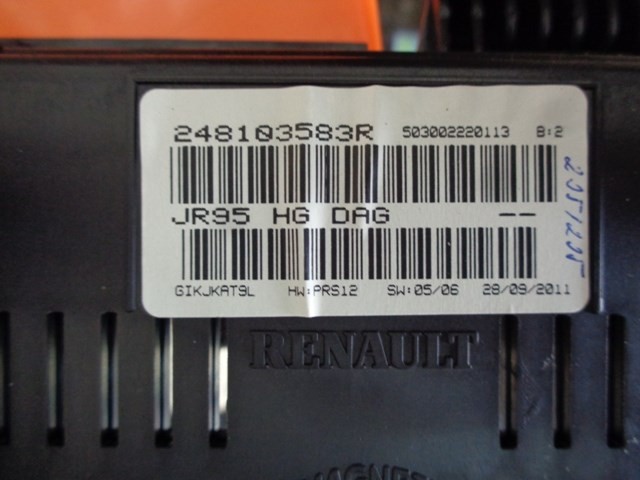 248103583R 503002220113 B:2
JR95 HG DAG --
GIKJKAT9L HW:PRS12 SW:05/06 28/09/2011
RENAULT